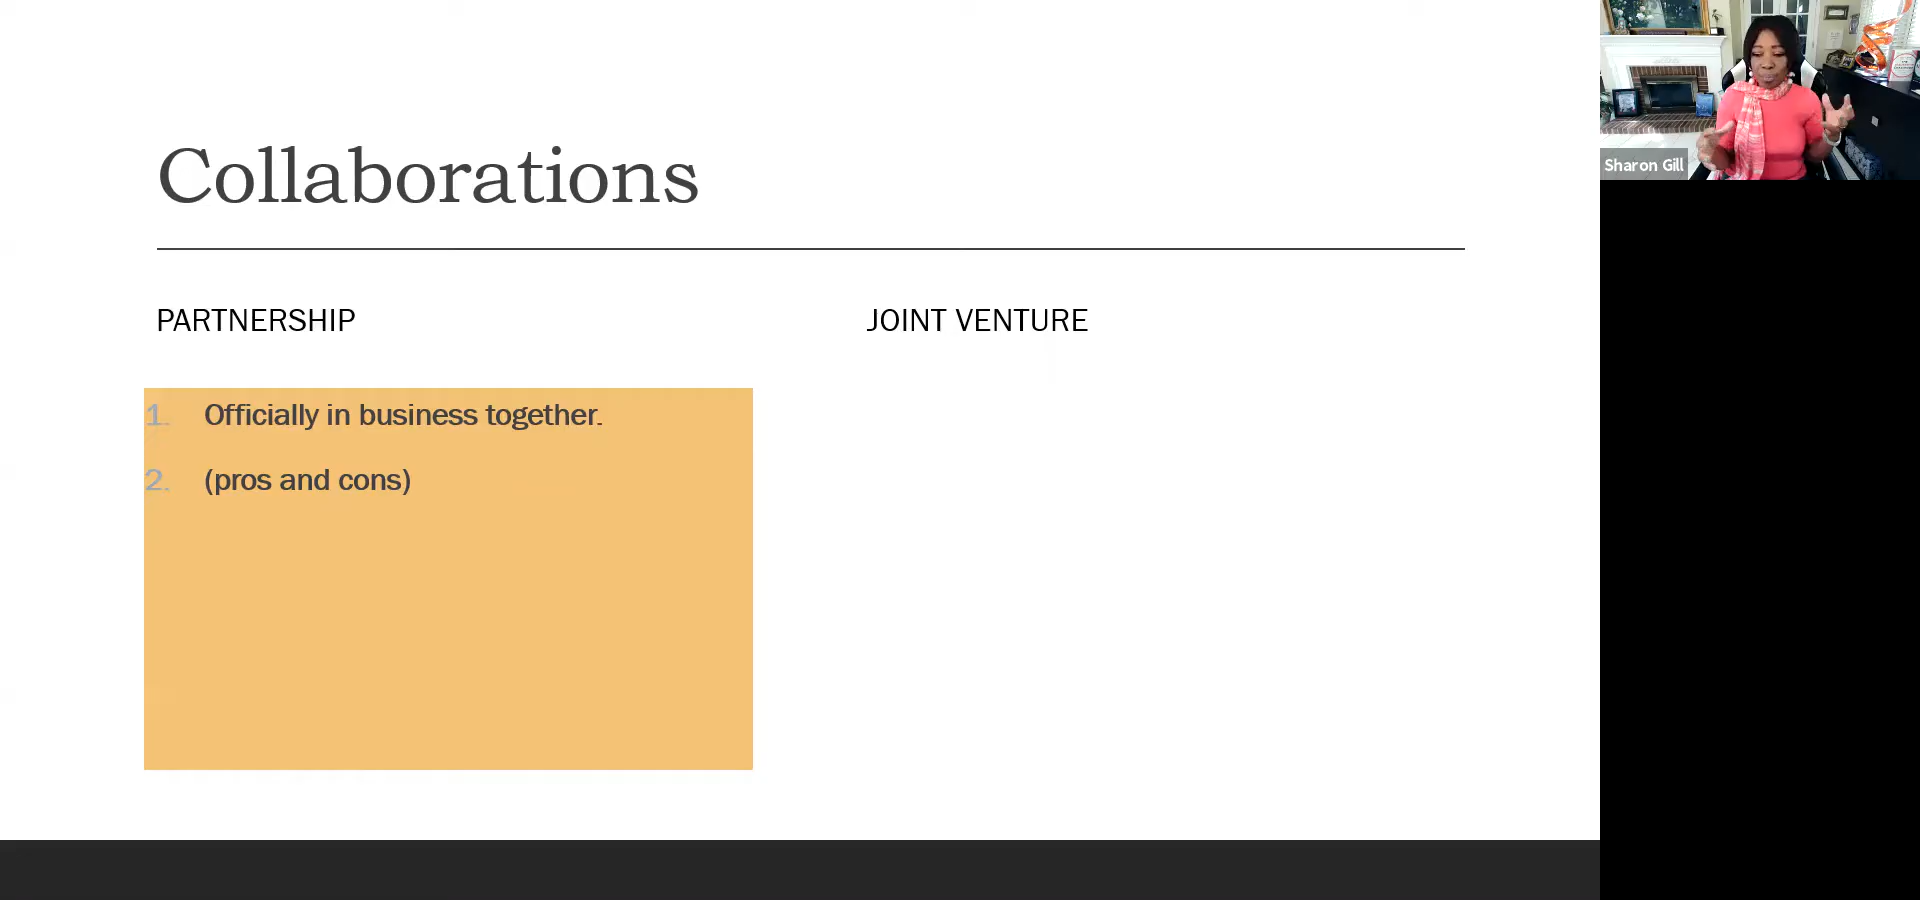 Collaborations
PARTNERSHIP
JOINT VENTURE
1. Officially in business together.
2. (pros and cons)
Sharon Gill